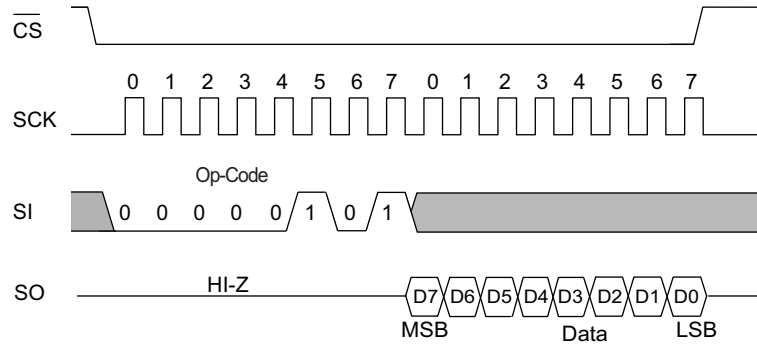 CS
0 1 2 3 4 5 6 7 0 1 2 3 4 5 6 7
SCK
Op-Code
SI 0 0 0 0 0 1 0 1
HI-Z
SO D7 D6 D5 D4 D3 D2 D1 D0
MSB Data LSB